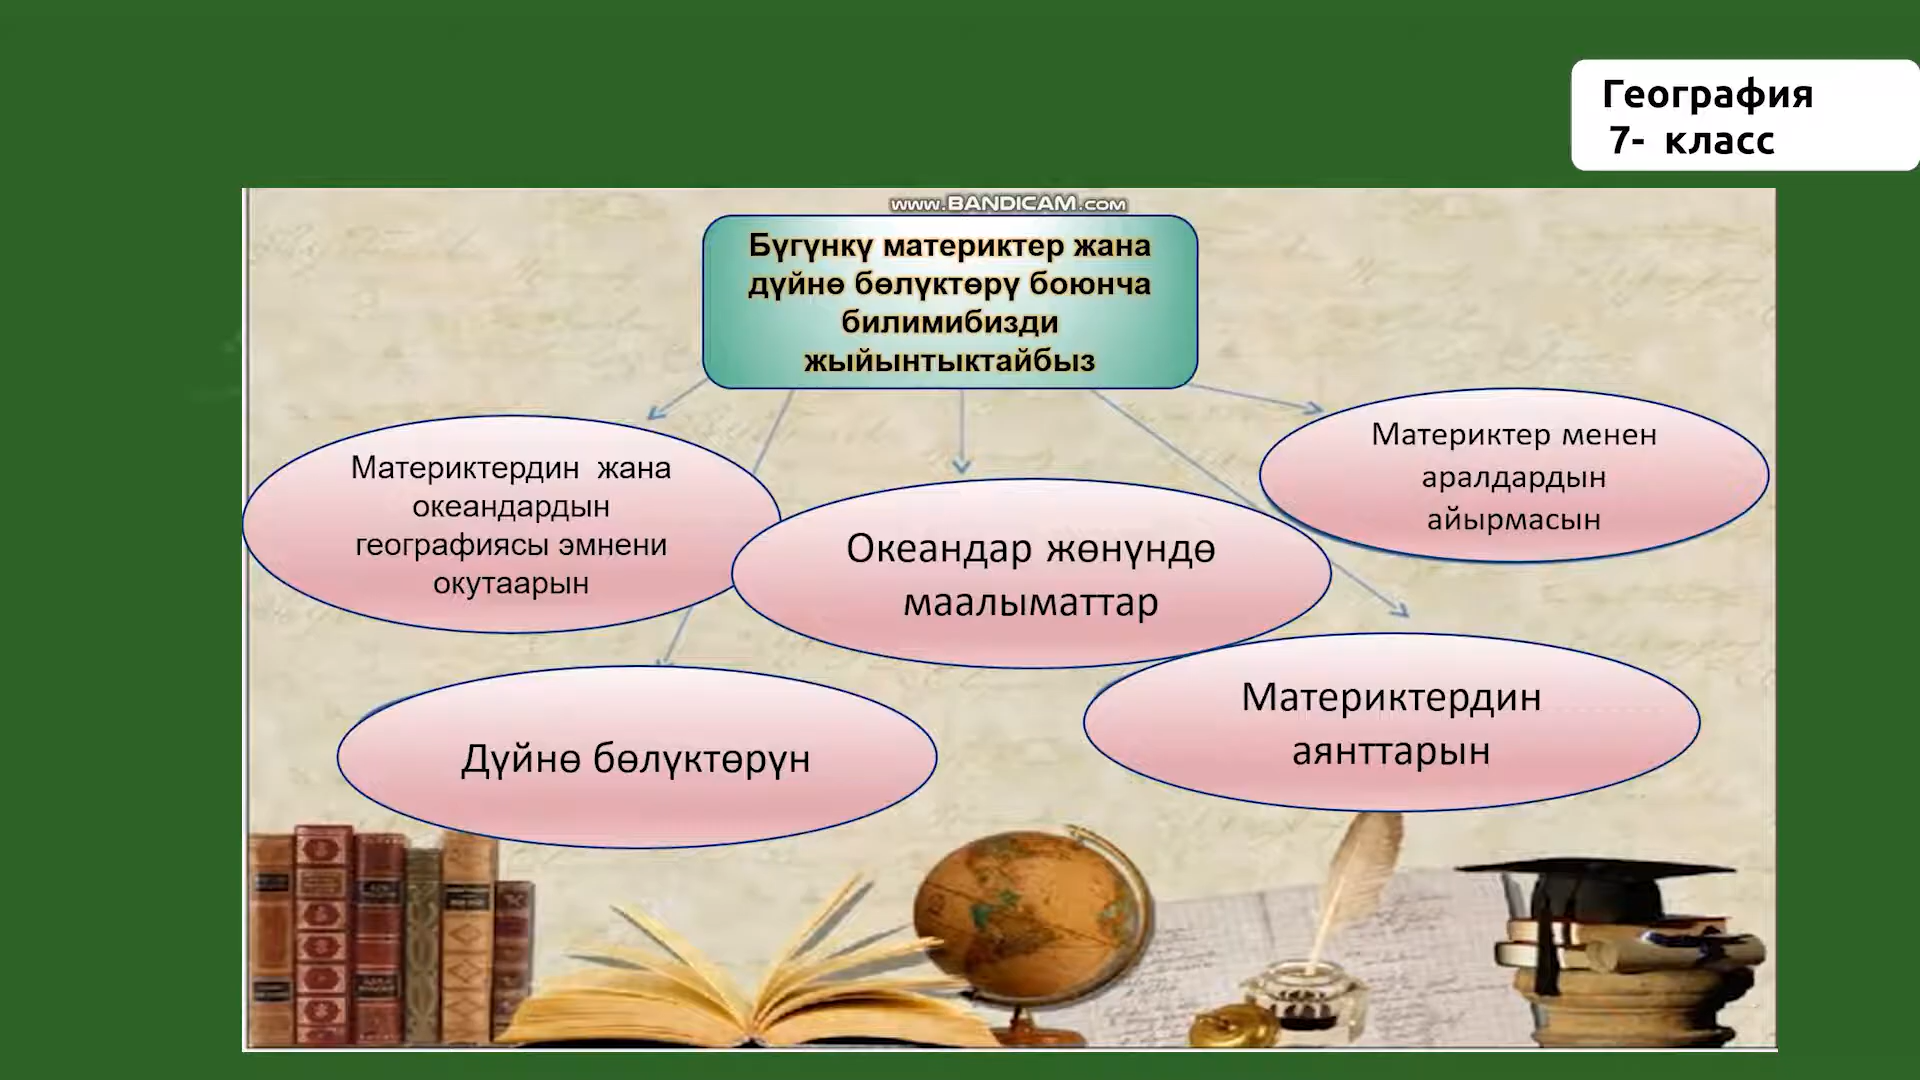 География
7- класс
www.BANDICAM.com
Бүгүнкү материктер жана
дүйнө бөлүктөрү боюнча
билимибизди
жыйынтыктайбыз
Материктердин жана
океандардын
географиясы эмнени
окутаарын
Океандар жөнүндө
маалыматтар
Материктер менен
аралдардын
айырмасын
Дүйнө бөлүктөрүн
Материктердин
аянттарын